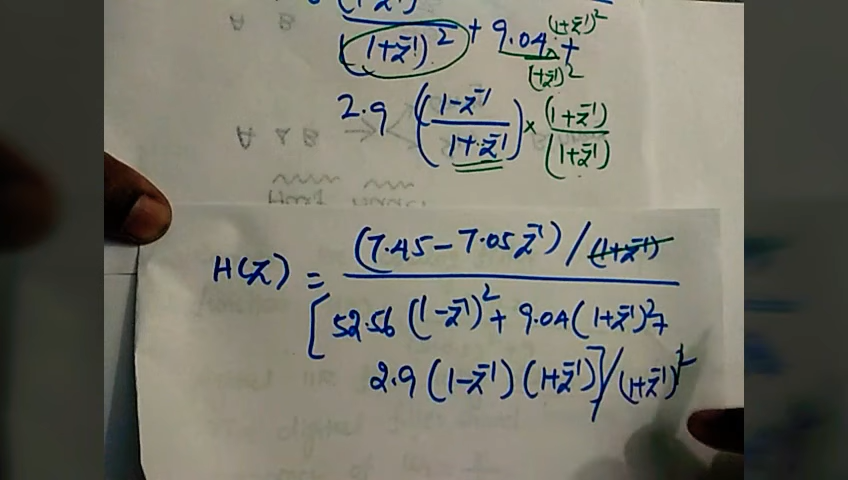 (1+z̄¹)²
(1+z̄¹)² + 9.04 +
(1+z̄¹)²
2.9 ((1-z̄¹)/(1+z̄¹)) × (1+z̄¹)/(1+z̄¹)
(7.45-7.05z̄¹)/(1+z̄¹)
H(z) =
[52.56(1-z̄¹)²+9.04(1+z̄¹)²+
2.9(1-z̄¹)(1+z̄¹)]/(1+z̄¹)²